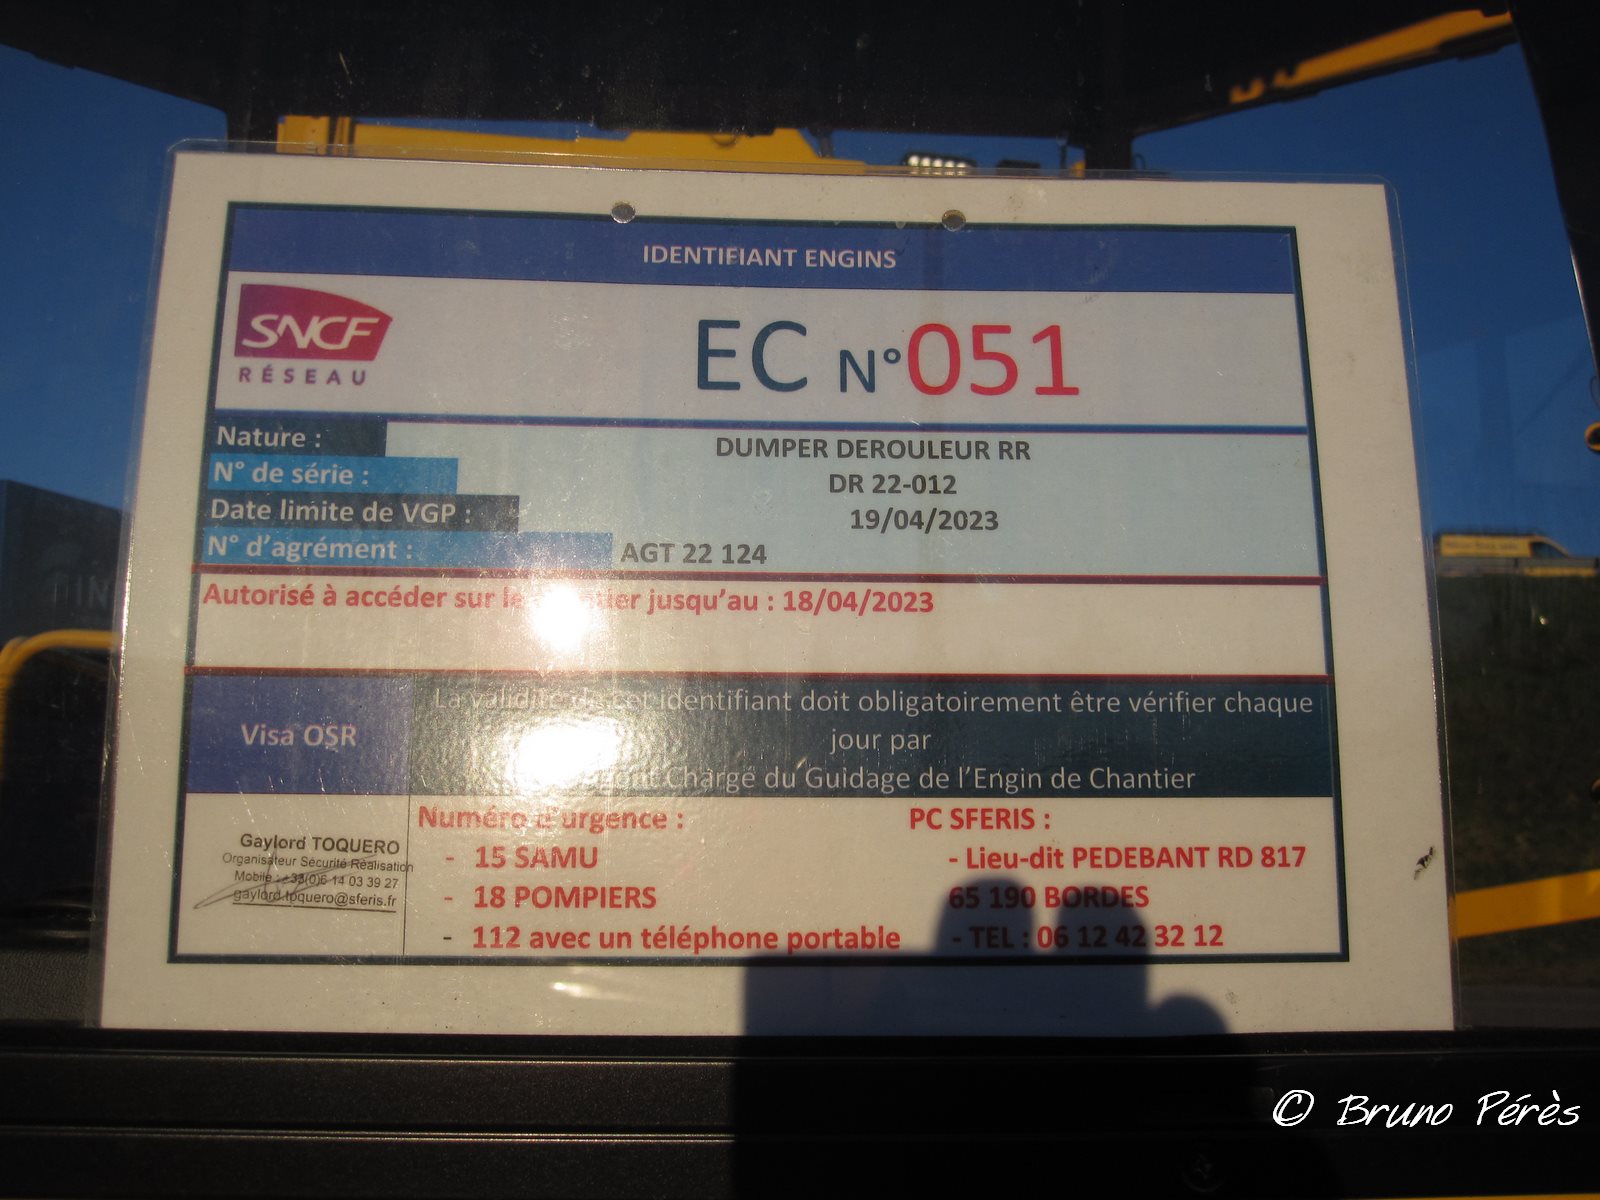 IDENTIFIANT ENGINS
SNCF
RÉSEAU
EC N°051
Nature : DUMPER DEROULEUR RR
N° de série : DR 22-012
Date limite de VGP : 19/04/2023
N° d'agrément : AGT 22 124
Autorisé à accéder sur le chantier jusqu'au : 18/04/2023
Visa OSR
La validité de cet identifiant doit obligatoirement être vérifier chaque
jour par
Chargé du Guidage de l'Engin de Chantier
Gaylord TOQUERO
Organisateur Sécurité Réalisation
Mobile : +33(0)6 14 03 39 27
gaylord.toquero@sferis.fr
Numéro d'urgence :
- 15 SAMU
- 18 POMPIERS
- 112 avec un téléphone portable
PC SFERIS :
- Lieu-dit PEDEBANT RD 817
65 190 BORDES
- TEL : 06 12 42 32 12
© Bruno Pérès